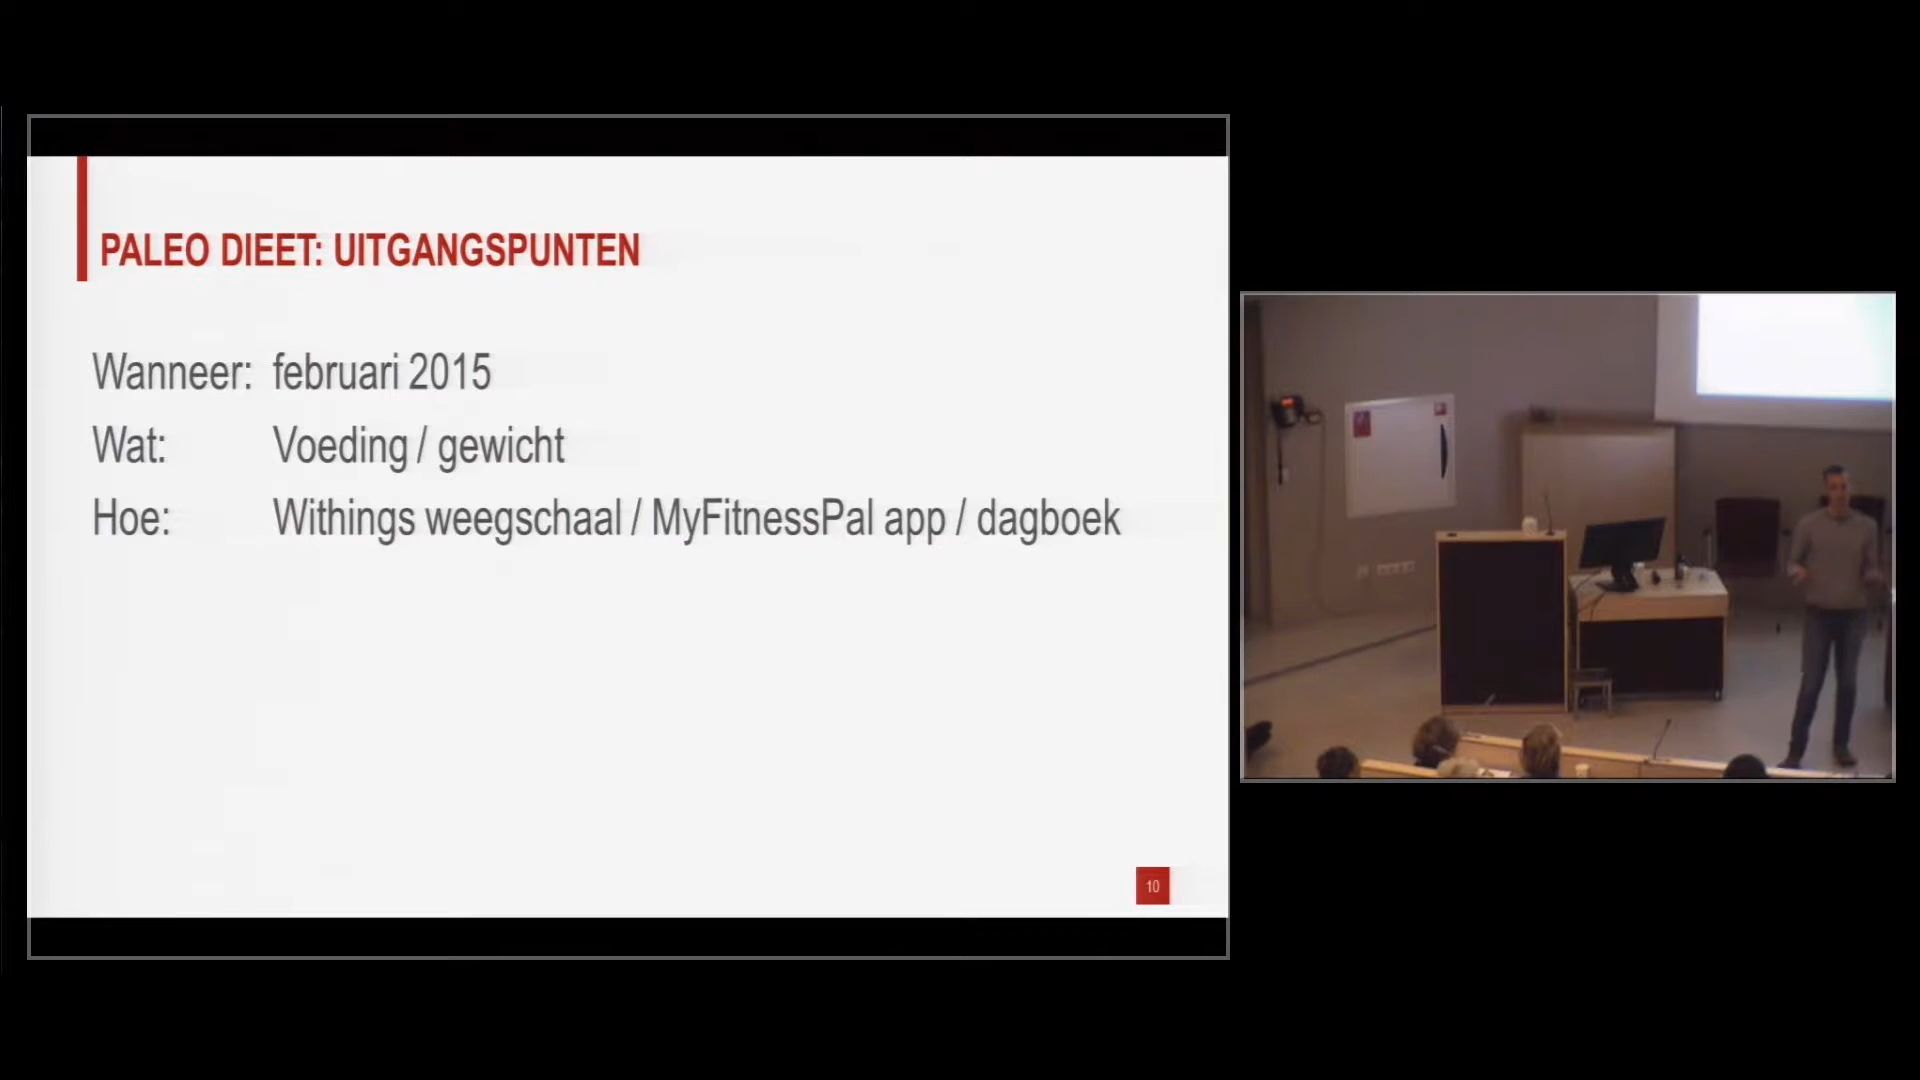 PALEO DIEET: UITGANGSPUNTEN
Wanneer: februari 2015
Wat: Voeding / gewicht
Hoe: Withings weegschaal / MyFitnessPal app / dagboek
10